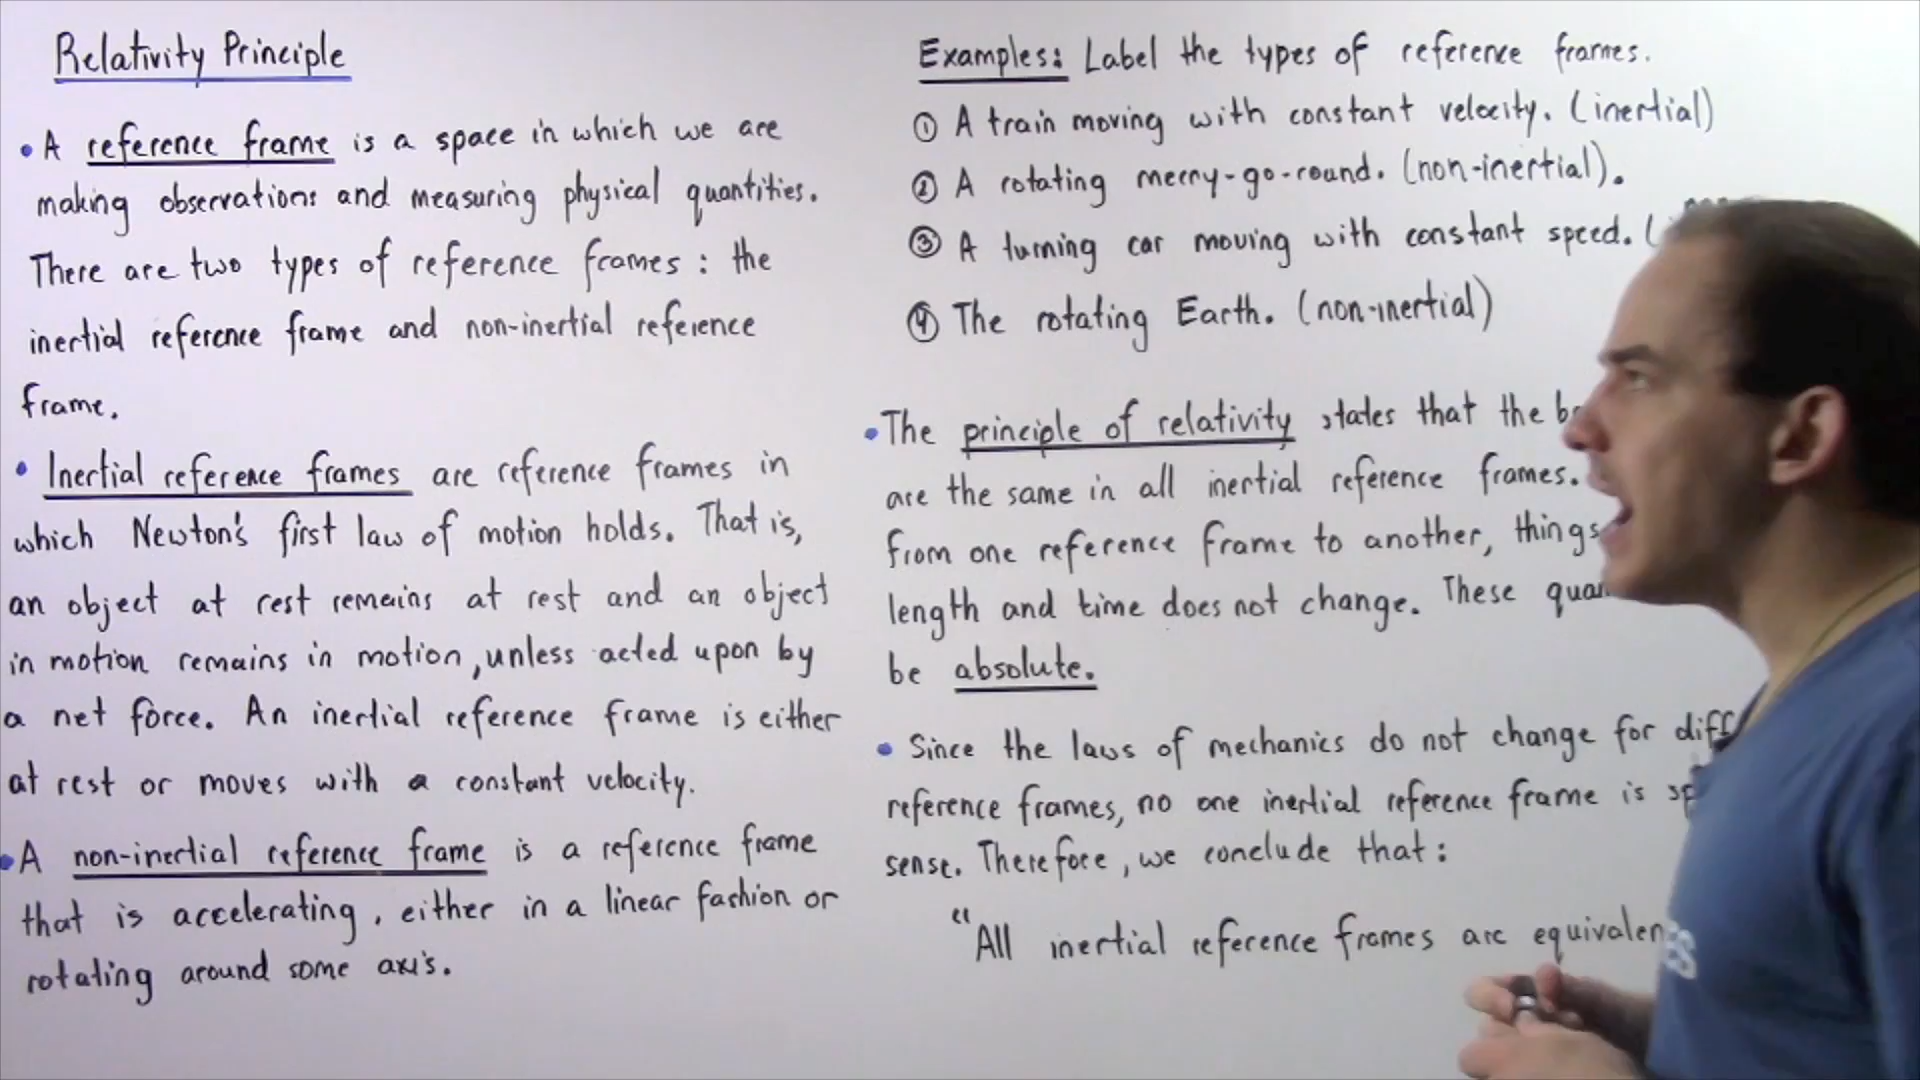 Relativity Principle
• A reference frame is a space in which we are
making observations and measuring physical quantities.
There are two types of reference frames : the
inertial reference frame and non-inertial reference
frame.
• Inertial reference frames are reference frames in
which Newton's first law of motion holds. That is,
an object at rest remains at rest and an object
in motion remains in motion, unless acted upon by
a net force. An inertial reference frame is either
at rest or moves with a constant velocity.
• A non-inertial reference frame is a reference frame
that is accelerating, either in a linear fashion or
rotating around some axis.
Examples: Label the types of reference frames.
① A train moving with constant velocity. (inertial)
② A rotating merry-go-round. (non-inertial).
③ A turning car moving with constant speed. (
④ The rotating Earth. (non-inertial)
• The principle of relativity states that the
are the same in all inertial reference frames.
from one reference frame to another, things
length and time does not change. These
be absolute.
• Since the laws of mechanics do not change for
reference frames, no one inertial reference frame is
sense. Therefore, we conclude that :
"All inertial reference frames are
ES